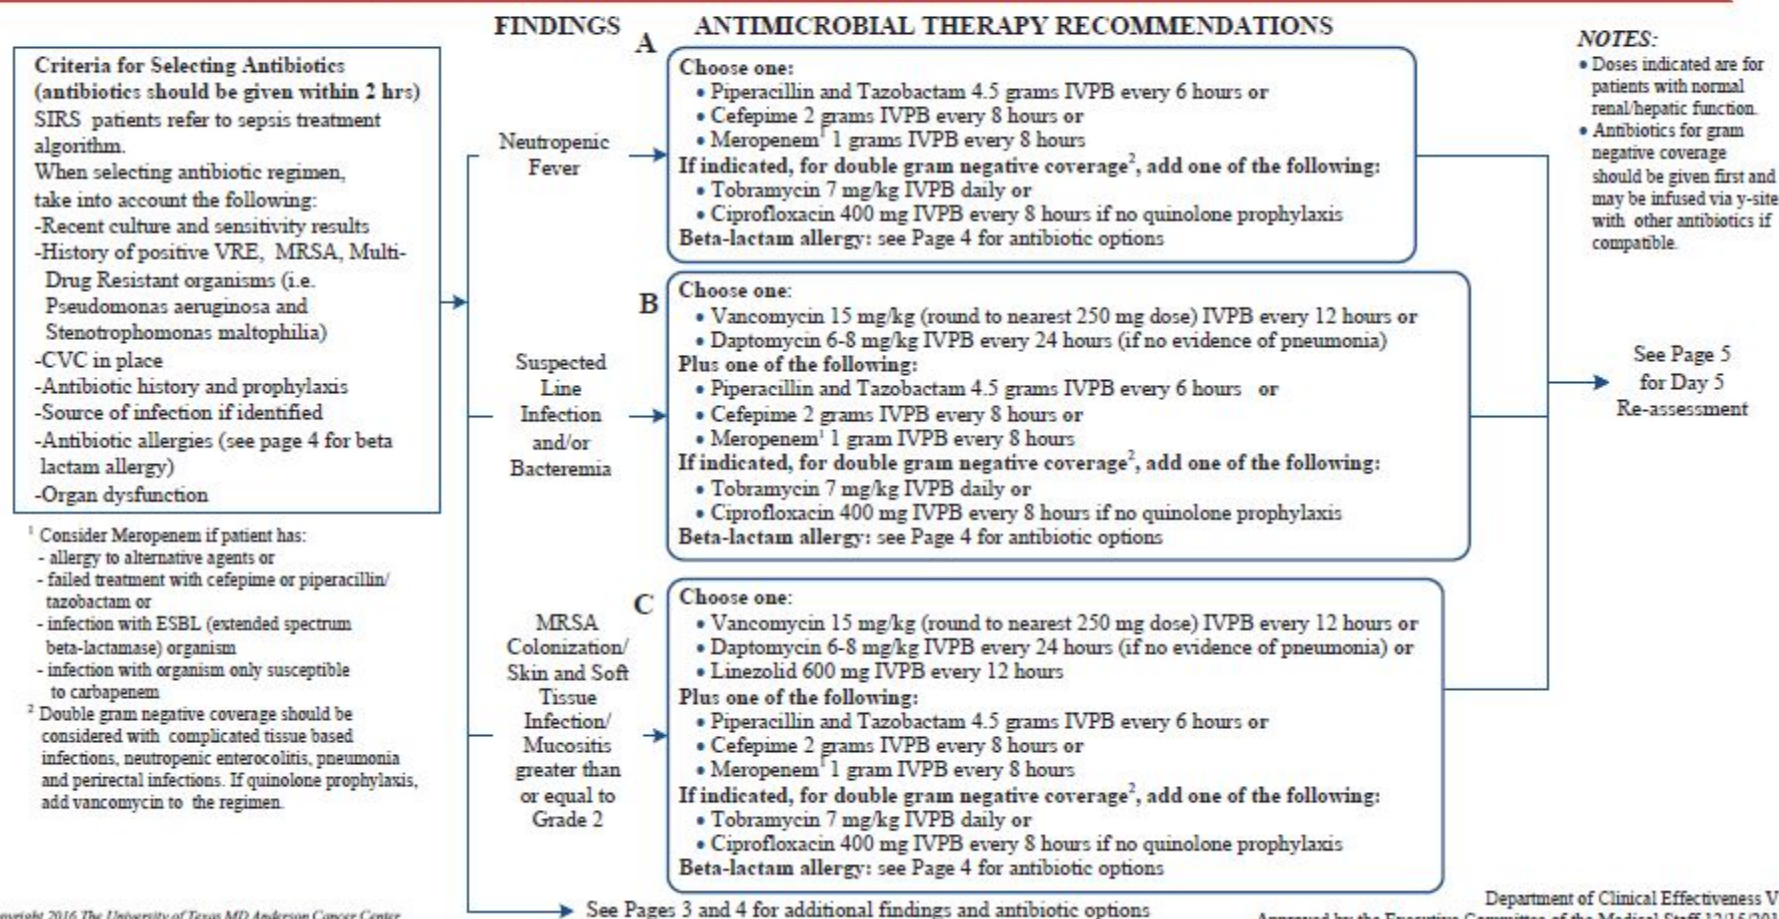 FINDINGS
ANTIMICROBIAL THERAPY RECOMMENDATIONS
Criteria for Selecting Antibiotics
(antibiotics should be given within 2 hrs)
SIRS patients refer to sepsis treatment
algorithm.
When selecting antibiotic regimen,
take into account the following:
-Recent culture and sensitivity results
-History of positive VRE, MRSA, Multi-
Drug Resistant organisms (i.e.
Pseudomonas aeruginosa and
Stenotrophomonas maltophilia)
-CVC in place
-Antibiotic history and prophylaxis
-Source of infection if identified
-Antibiotic allergies (see page 4 for beta
lactam allergy)
-Organ dysfunction
¹ Consider Meropenem if patient has:
- allergy to alternative agents or
- failed treatment with cefepime or piperacillin/
tazobactam or
- infection with ESBL (extended spectrum
beta-lactamase) organism
- infection with organism only susceptible
to carbapenem
² Double gram negative coverage should be
considered with complicated tissue based
infections, neutropenic enterocolitis, pneumonia
and perirectal infections. If quinolone prophylaxis,
add vancomycin to the regimen.
Neutropenic
Fever
A
Choose one:
• Piperacillin and Tazobactam 4.5 grams IVPB every 6 hours or
• Cefepime 2 grams IVPB every 8 hours or
• Meropenem¹ 1 grams IVPB every 8 hours
If indicated, for double gram negative coverage², add one of the following:
• Tobramycin 7 mg/kg IVPB daily or
• Ciprofloxacin 400 mg IVPB every 8 hours if no quinolone prophylaxis
Beta-lactam allergy: see Page 4 for antibiotic options
Suspected
Line
Infection
and/or
Bacteremia
B
Choose one:
• Vancomycin 15 mg/kg (round to nearest 250 mg dose) IVPB every 12 hours or
• Daptomycin 6-8 mg/kg IVPB every 24 hours (if no evidence of pneumonia)
Plus one of the following:
• Piperacillin and Tazobactam 4.5 grams IVPB every 6 hours or
• Cefepime 2 grams IVPB every 8 hours or
• Meropenem¹ 1 gram IVPB every 8 hours
If indicated, for double gram negative coverage², add one of the following:
• Tobramycin 7 mg/kg IVPB daily or
• Ciprofloxacin 400 mg IVPB every 8 hours if no quinolone prophylaxis
Beta-lactam allergy: see Page 4 for antibiotic options
MRSA
Colonization/
Skin and Soft
Tissue
Infection/
Mucositis
greater than
or equal to
Grade 2
C
Choose one:
• Vancomycin 15 mg/kg (round to nearest 250 mg dose) IVPB every 12 hours or
• Daptomycin 6-8 mg/kg IVPB every 24 hours (if no evidence of pneumonia) or
• Linezolid 600 mg IVPB every 12 hours
Plus one of the following:
• Piperacillin and Tazobactam 4.5 grams IVPB every 6 hours or
• Cefepime 2 grams IVPB every 8 hours or
• Meropenem¹ 1 gram IVPB every 8 hours
If indicated, for double gram negative coverage², add one of the following:
• Tobramycin 7 mg/kg IVPB daily or
• Ciprofloxacin 400 mg IVPB every 8 hours if no quinolone prophylaxis
Beta-lactam allergy: see Page 4 for antibiotic options
See Pages 3 and 4 for additional findings and antibiotic options
NOTES:
• Doses indicated are for
patients with normal
renal/hepatic function.
• Antibiotics for gram
negative coverage
should be given first and
may be infused via y-site
with other antibiotics if
compatible.
See Page 5
for Day 5
Re-assessment
2016 The University of Texas MD Anderson Cancer Center
Department of Clinical Effectiveness V
Approved by the Executive Committee of the Medical Staff